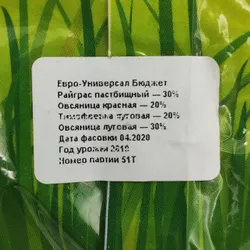 Евро-Универсал Бюджет
Райграс пастбищный — 30%
Овсяница красная — 20%
Тимофеевка луговая — 20%
Овсяница луговая — 30%
Дата фасовки 04.2020
Год урожая 2019
Номер партии 51Т